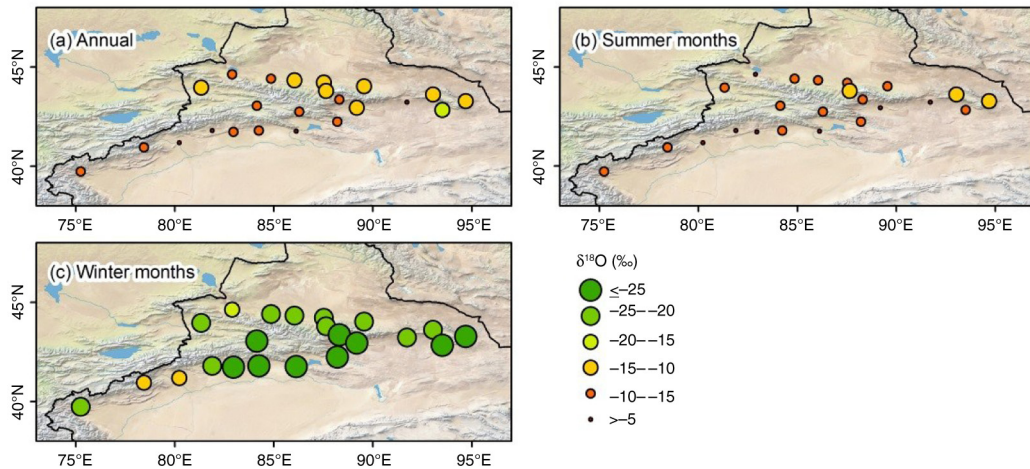 (a) Annual
45°N
40°N
75°E 80°E 85°E 90°E 95°E
(b) Summer months
45°N
40°N
75°E 80°E 85°E 90°E 95°E
(c) Winter months
45°N
40°N
75°E 80°E 85°E 90°E 95°E
δ¹⁸O (‰)
≤–25
–25––20
–20––15
–15––10
–10––15
>–5